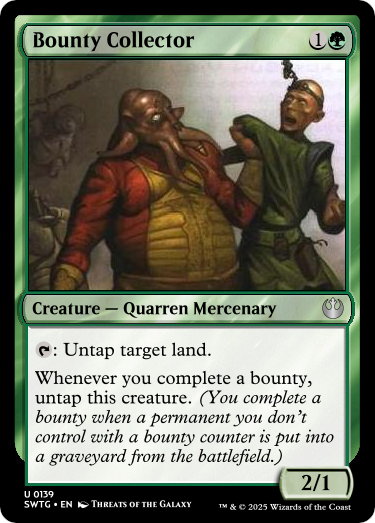 Bounty Collector 1
Creature — Quarren Mercenary
: Untap target land.
Whenever you complete a bounty,
untap this creature. (You complete a
bounty when a permanent you don't
control with a bounty counter is put into
a graveyard from the battlefield.)
2/1
U 0139
SWTG • EN Threats of the Galaxy ™ & © 2025 Wizards of the Coast